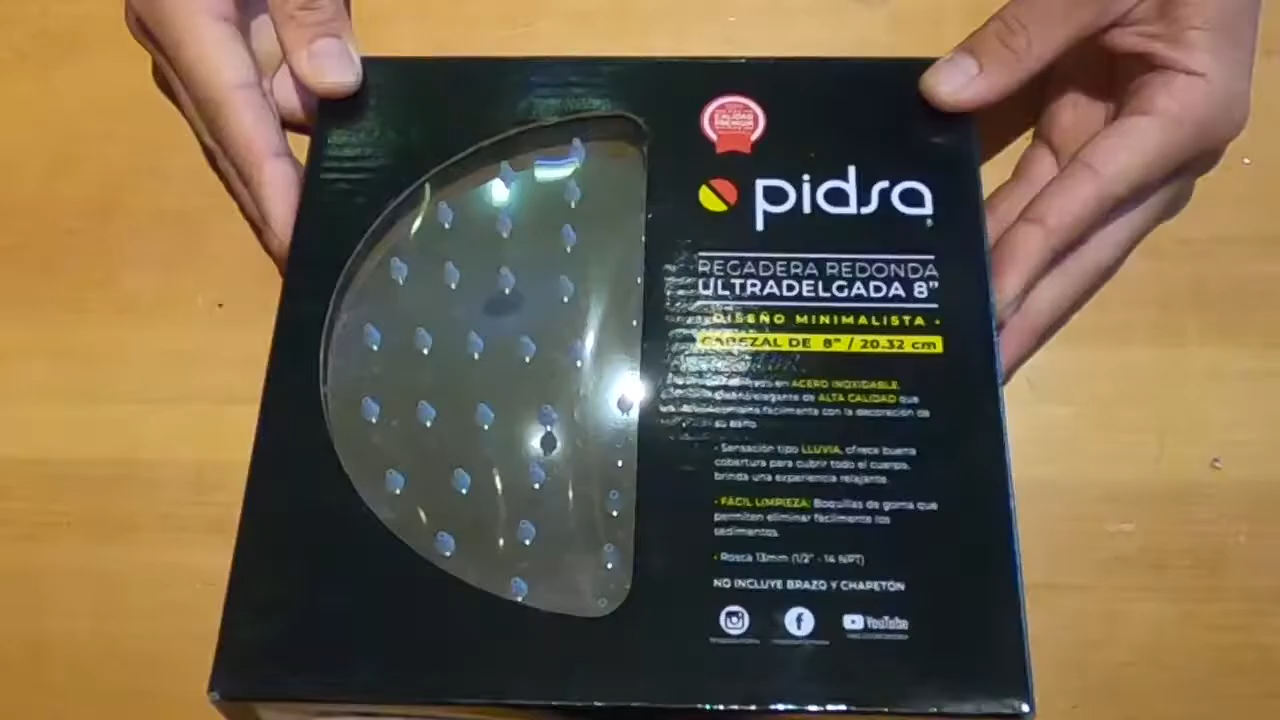 CALIDAD
PREMIUM
pidsa
REGADERA REDONDA
ULTRADELGADA 8"
DISEÑO MINIMALISTA •
CABEZAL DE 8" / 20.32 cm
en ACERO INOXIDABLE,
elegante de ALTA CALIDAD que
fácilmente con la decoración de
su baño.
• Sensación tipo LLUVIA, ofrece buena
cobertura para cubrir todo el cuerpo,
brinda una experiencia relajante.
• FÁCIL LIMPIEZA: Boquillas de goma que
permiten eliminar fácilmente los
sedimentos.
• Rosca 13mm (1/2" - 14 NPT)
NO INCLUYE BRAZO Y CHAPETÓN
YouTube